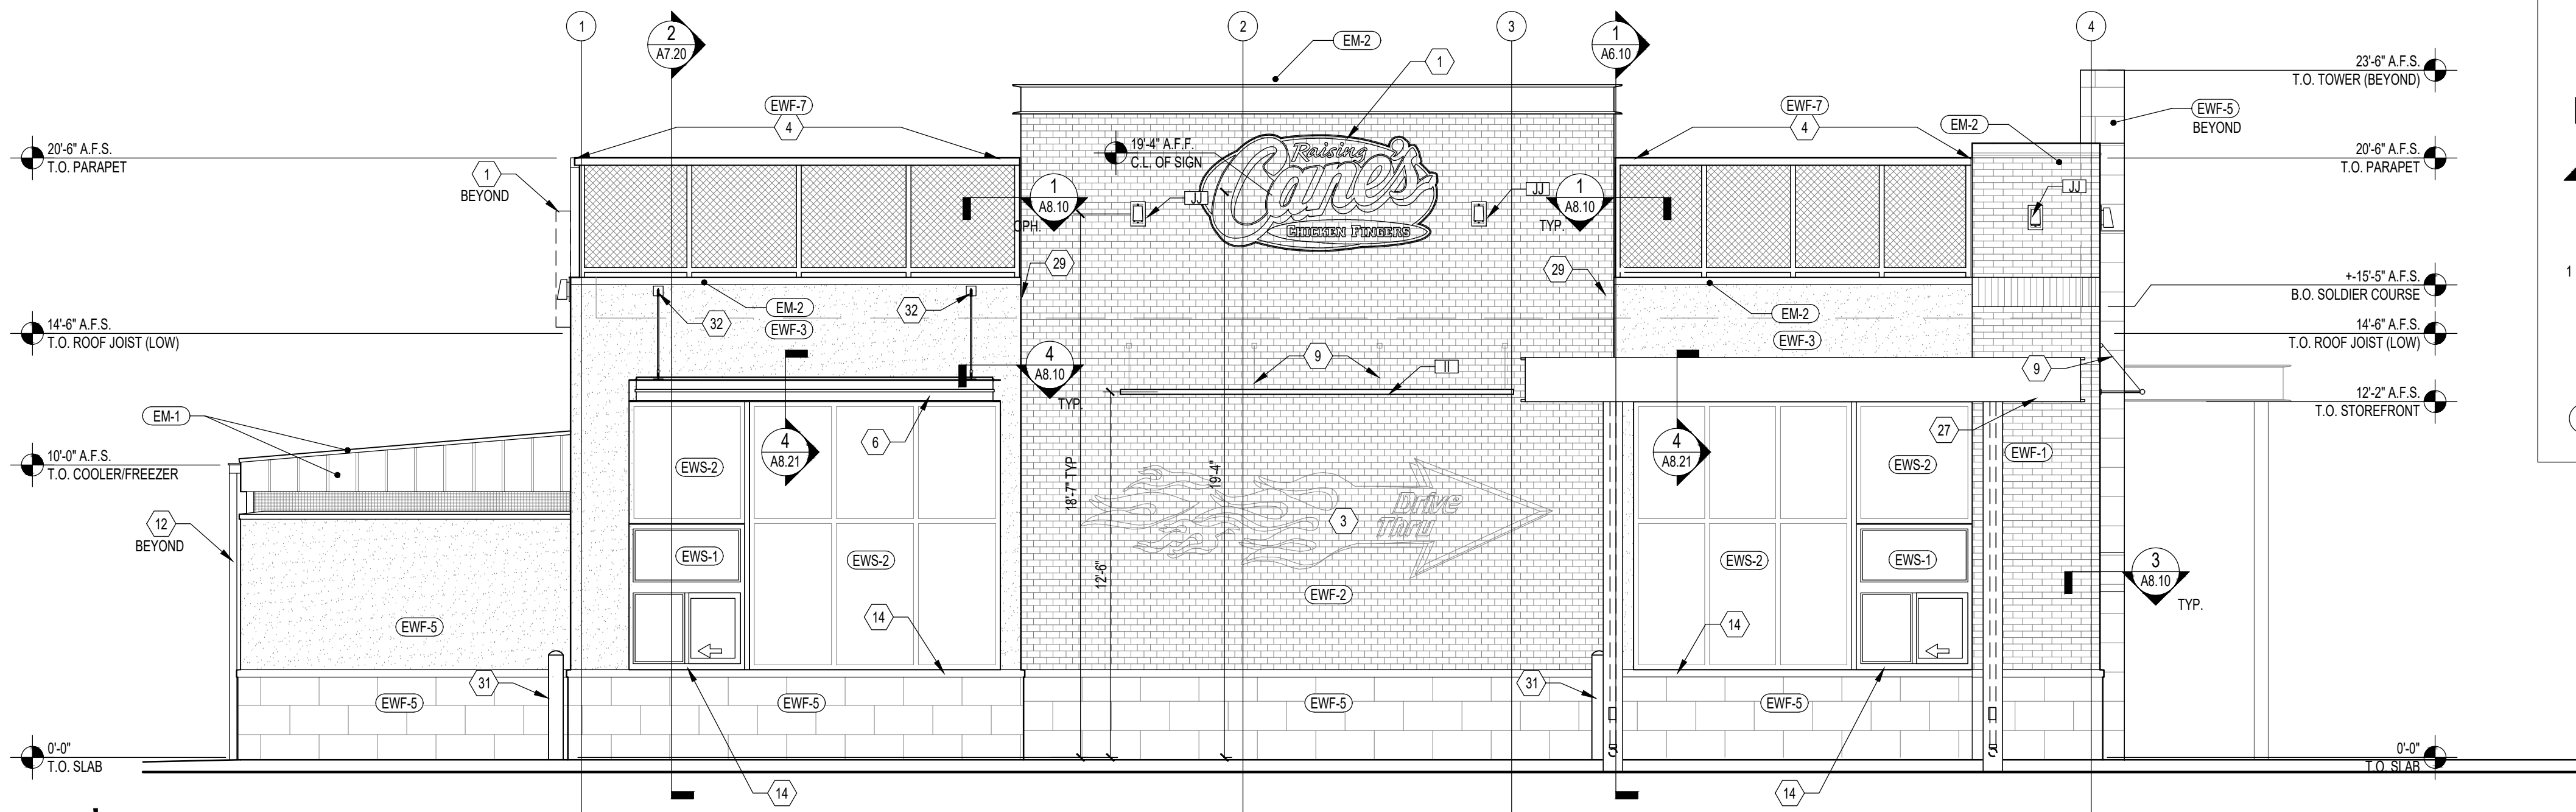 1
2
A7.20
2
3
1
A6.10
4
EM-2
1
23'-6" A.F.S.
T.O. TOWER (BEYOND)
EWF-7
4
EWF-7
4
EM-2
EWF-5
BEYOND
20'-6" A.F.S.
T.O. PARAPET
19'-4" A.F.F.
C.L. OF SIGN
Raising
Cane's
CHICKEN FINGERS
20'-6" A.F.S.
T.O. PARAPET
1
BEYOND
1
A8.10
OPH.
JJ
JJ
1
A8.10
TYP.
JJ
29
29
+-15'-5" A.F.S.
B.O. SOLDIER COURSE
1
32
EM-2
EWF-3
32
EM-2
EWF-3
14'-6" A.F.S.
T.O. ROOF JOIST (LOW)
14'-6" A.F.S.
T.O. ROOF JOIST (LOW)
4
A8.10
TYP.
9
II
9
12'-2" A.F.S.
T.O. STOREFRONT
EM-1
6
4
A8.21
4
A8.21
27
10'-0" A.F.S.
T.O. COOLER/FREEZER
EWS-2
18'-7" TYP
19'-4"
EWS-2
EWF-1
12
BEYOND
Drive
Thru
3
EWS-1
EWS-2
12'-6"
EWF-2
EWS-2
EWS-1
3
A8.10
TYP.
EWF-5
14
14
31
31
EWF-5
EWF-5
EWF-5
EWF-5
0'-0"
T.O. SLAB
0'-0"
T.O. SLAB
14
14